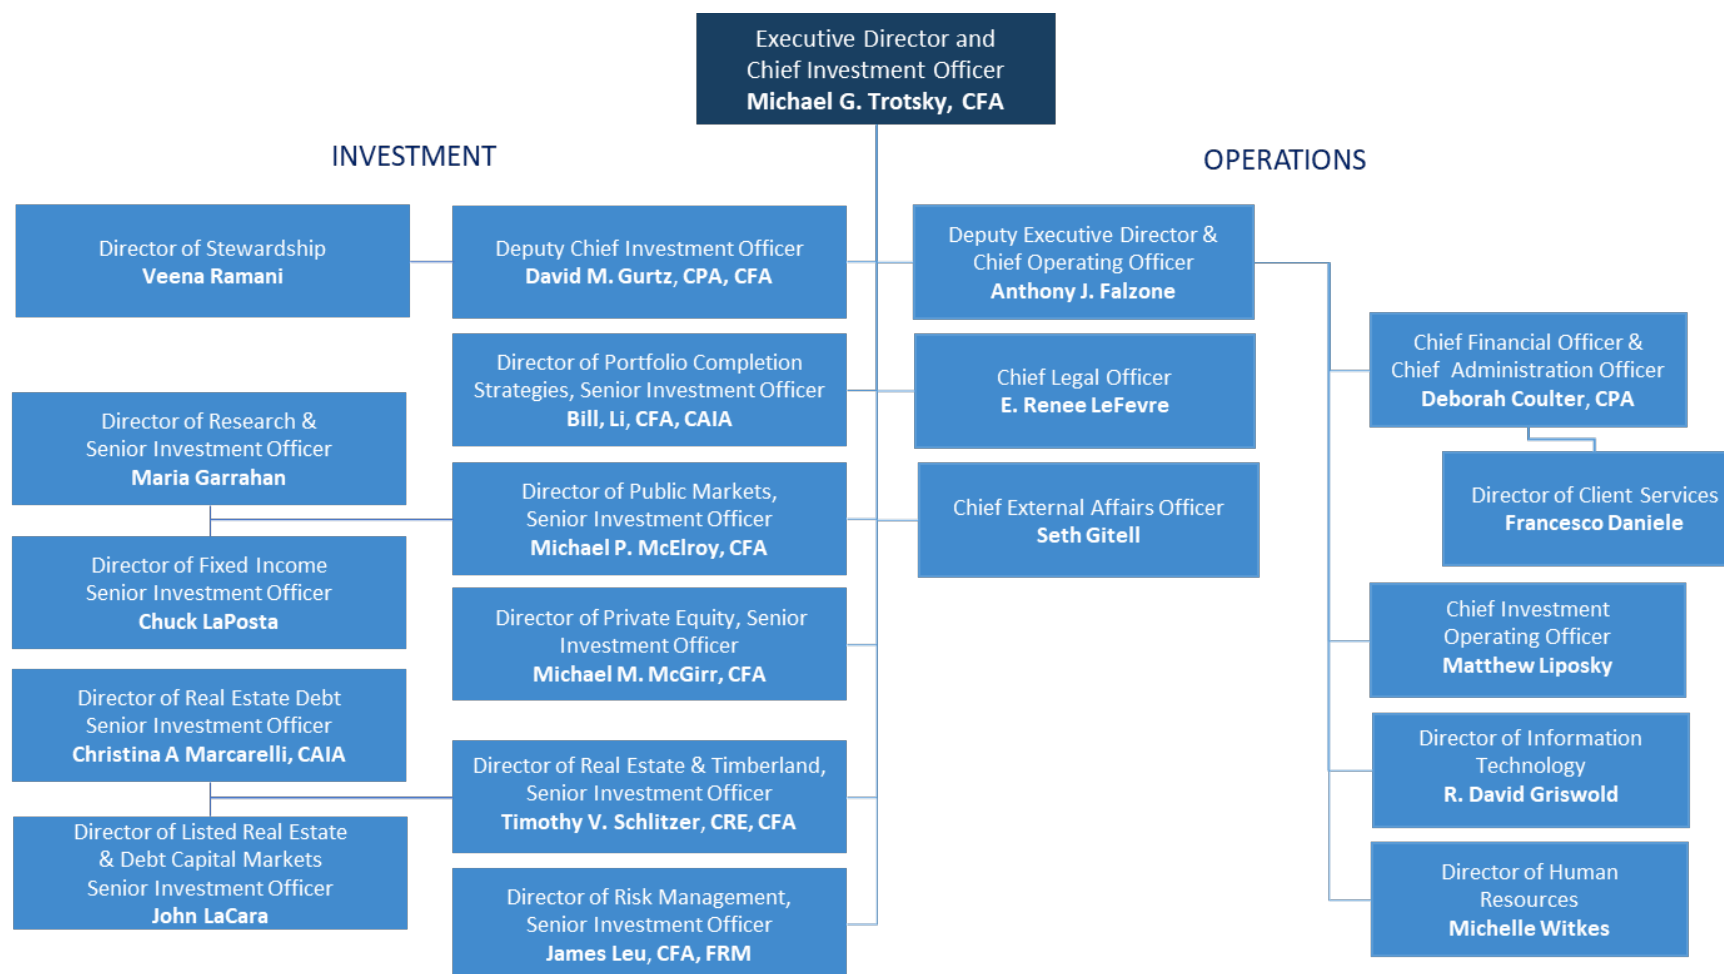 Executive Director and
Chief Investment Officer
Michael G. Trotsky, CFA
INVESTMENT
OPERATIONS
Director of Stewardship
Veena Ramani
Deputy Chief Investment Officer
David M. Gurtz, CPA, CFA
Deputy Executive Director &
Chief Operating Officer
Anthony J. Falzone
Director of Portfolio Completion
Strategies, Senior Investment Officer
Bill, Li, CFA, CAIA
Chief Legal Officer
E. Renee LeFevre
Chief Financial Officer &
Chief  Administration Officer
Deborah Coulter, CPA
Director of Research &
Senior Investment Officer
Maria Garrahan
Director of Public Markets,
Senior Investment Officer
Michael P. McElroy, CFA
Chief External Affairs Officer
Seth Gitell
Director of Client Services
Francesco Daniele
Director of Fixed Income
Senior Investment Officer
Chuck LaPosta
Director of Private Equity, Senior
Investment Officer
Michael M. McGirr, CFA
Chief Investment
Operating Officer
Matthew Liposky
Director of Real Estate Debt
Senior Investment Officer
Christina A Marcarelli, CAIA
Director of Real Estate & Timberland,
Senior Investment Officer
Timothy V. Schlitzer, CRE, CFA
Director of Information
Technology
R. David Griswold
Director of Listed Real Estate
& Debt Capital Markets
Senior Investment Officer
John LaCara
Director of Risk Management,
Senior Investment Officer
James Leu, CFA, FRM
Director of Human
Resources
Michelle Witkes